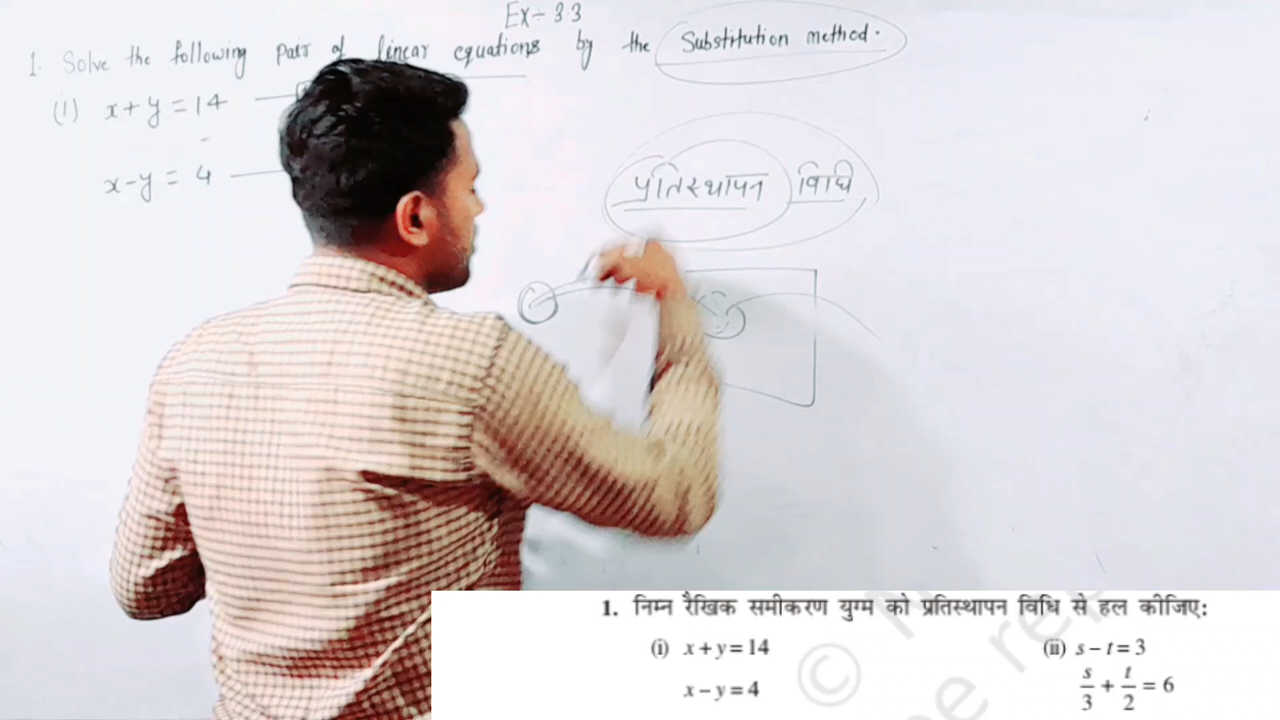 Ex- 3.3
1. Solve the following pair of linear equations by the Substitution method.
(1) x+y=14
x-y = 4
प्रतिस्थापन विधि
1. निम्न रैखिक समीकरण युग्म को प्रतिस्थापन विधि से हल कीजिए:
(i) x + y = 14 (ii) s – t = 3
x – y = 4 s/3 + t/2 = 6